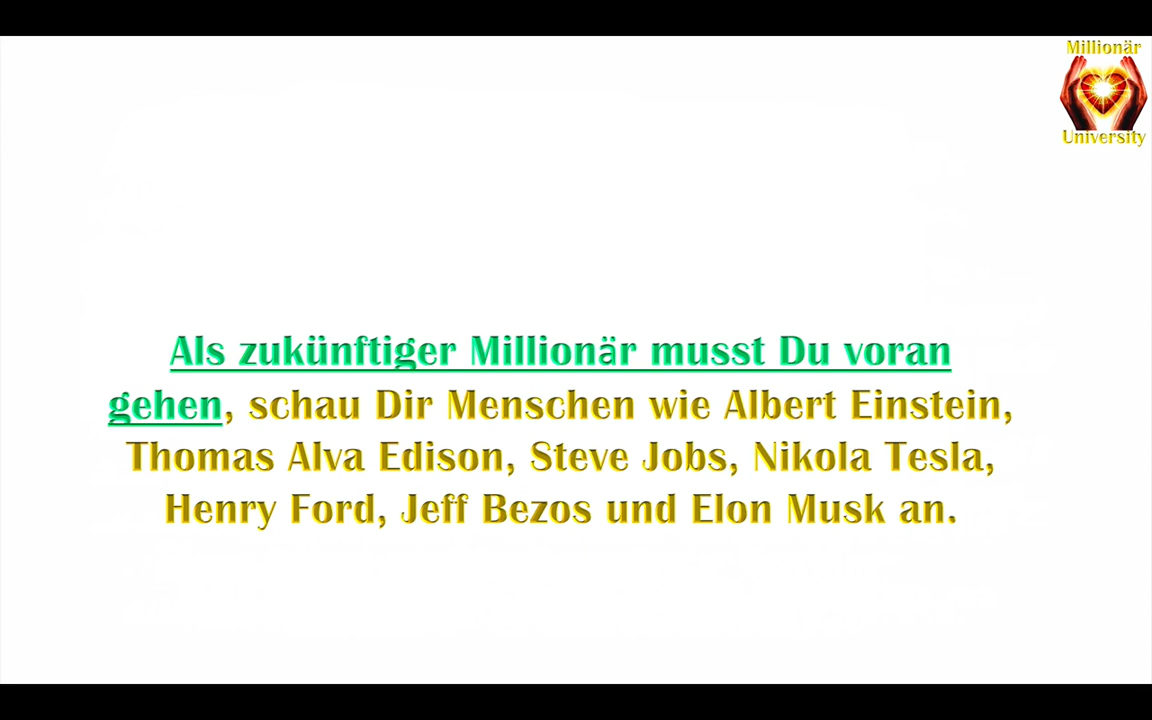 Millionär
University
Als zukünftiger Millionär musst Du voran
gehen, schau Dir Menschen wie Albert Einstein,
Thomas Alva Edison, Steve Jobs, Nikola Tesla,
Henry Ford, Jeff Bezos und Elon Musk an.